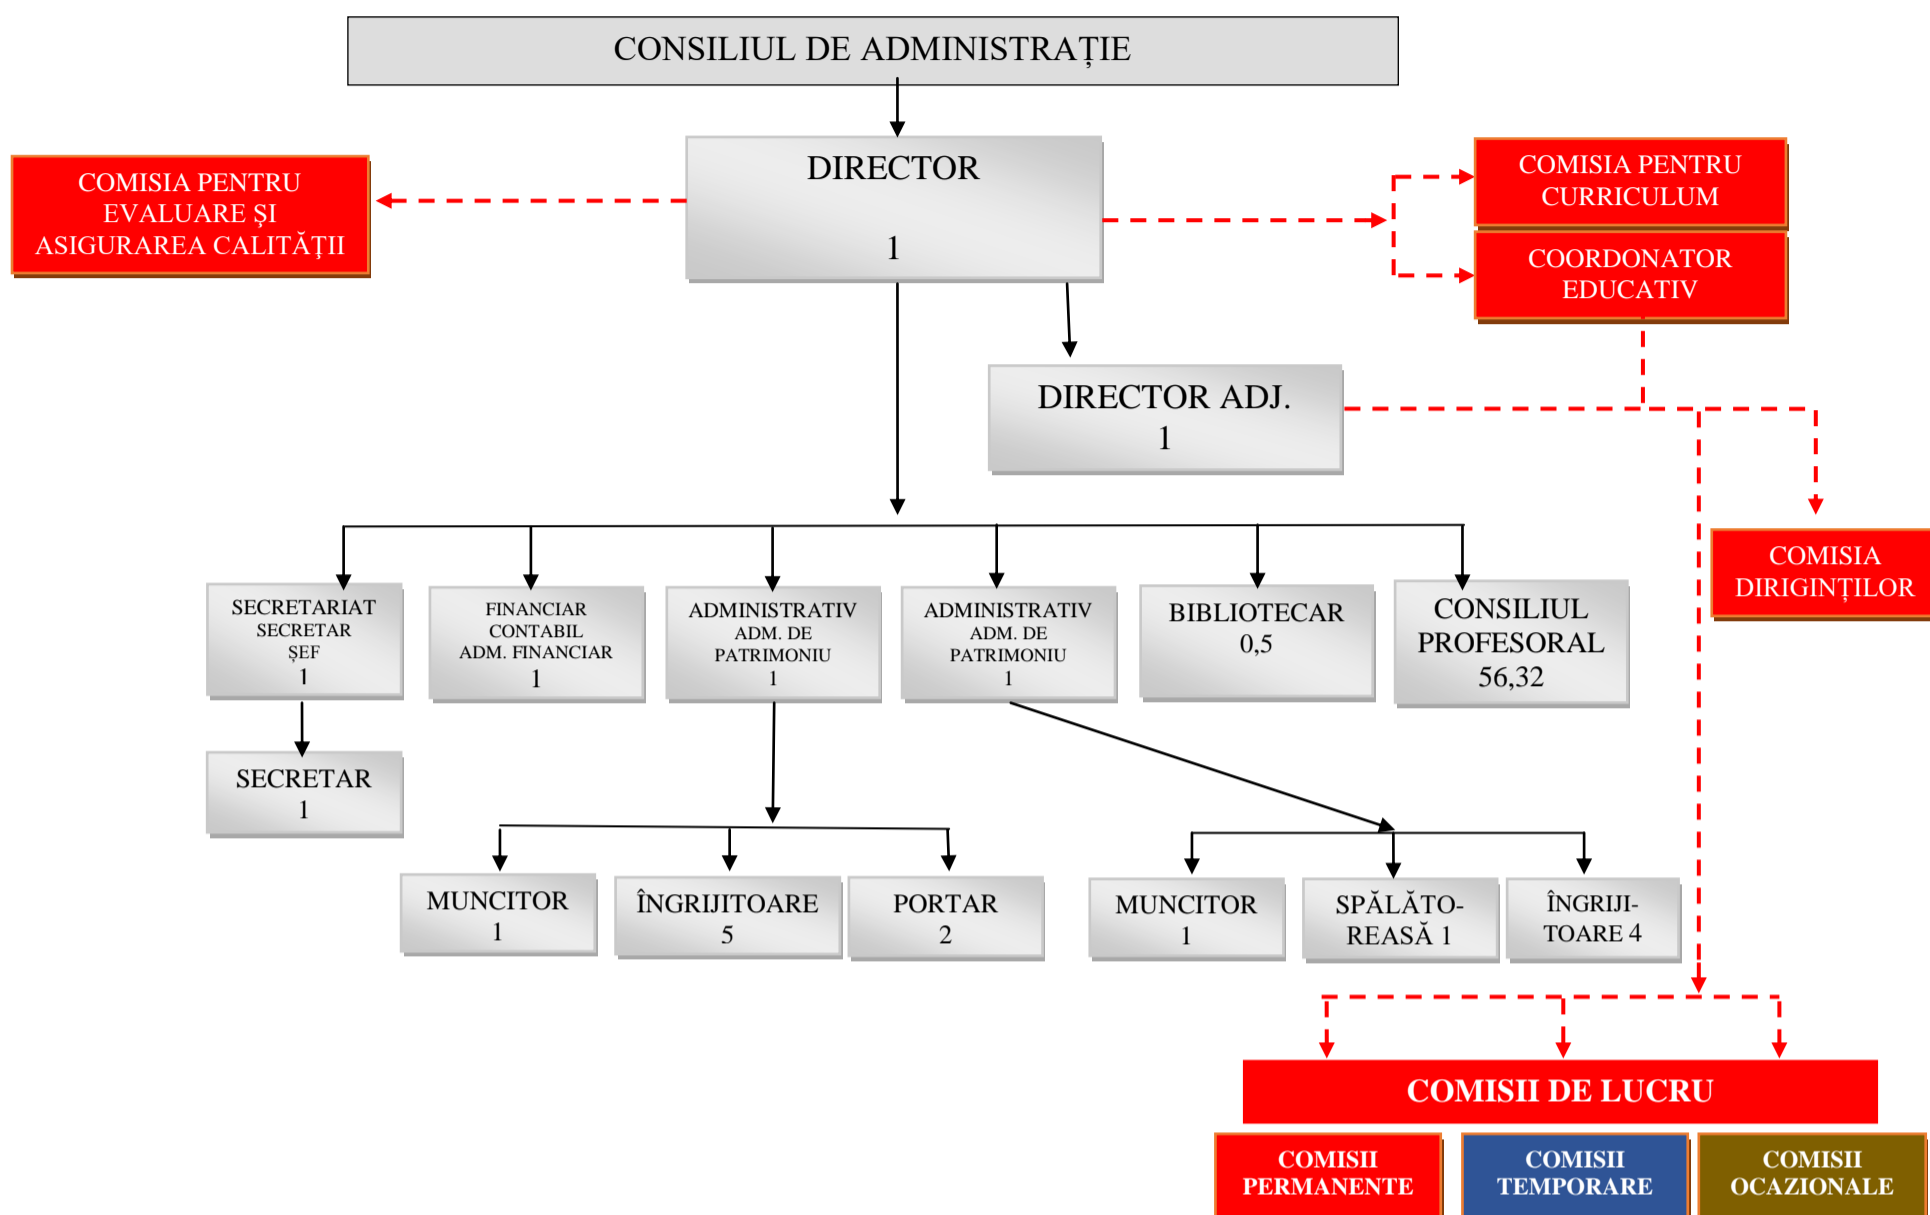 CONSILIUL DE ADMINISTRAȚIE
DIRECTOR
1
COMISIA PENTRU
EVALUARE ŞI
ASIGURAREA CALITĂŢII
COMISIA PENTRU
CURRICULUM
COORDONATOR
EDUCATIV
DIRECTOR ADJ.
1
COMISIA
DIRIGINȚILOR
SECRETARIAT
SECRETAR
ȘEF
1
FINANCIAR
CONTABIL
ADM. FINANCIAR
1
ADMINISTRATIV
ADM. DE
PATRIMONIU
1
ADMINISTRATIV
ADM. DE
PATRIMONIU
1
BIBLIOTECAR
0,5
CONSILIUL
PROFESORAL
56,32
SECRETAR
1
MUNCITOR
1
ÎNGRIJITOARE
5
PORTAR
2
MUNCITOR
1
SPĂLĂTO-
REASĂ 1
ÎNGRIJI-
TOARE 4
COMISII DE LUCRU
COMISII
PERMANENTE
COMISII
TEMPORARE
COMISII
OCAZIONALE